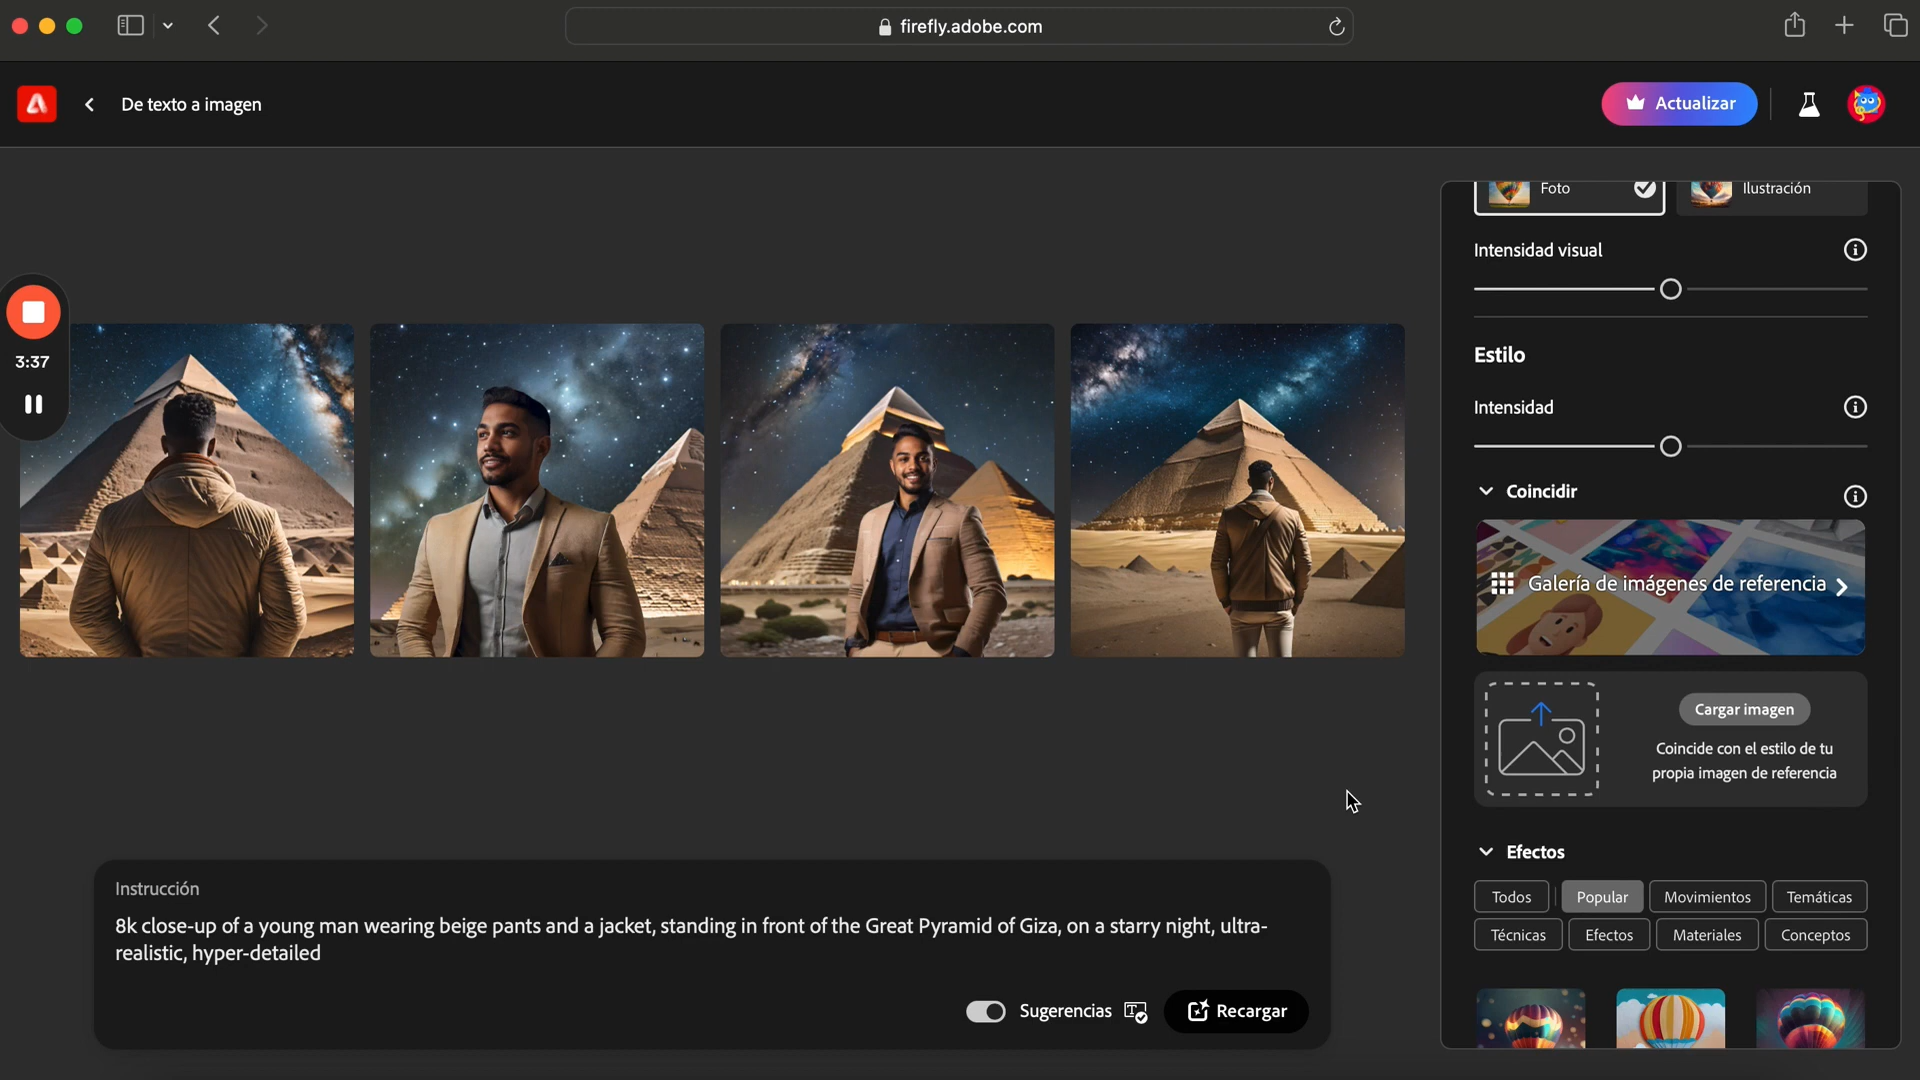 firefly.adobe.com
De texto a imagen
Actualizar
Foto
Ilustración
Intensidad visual
3:37
Estilo
Intensidad
Coincidir
Galería de imágenes de referencia
Cargar imagen
Coincide con el estilo de tu
propia imagen de referencia
Efectos
Todos
Popular
Movimientos
Temáticas
Técnicas
Efectos
Materiales
Conceptos
Instrucción
8k close-up of a young man wearing beige pants and a jacket, standing in front of the Great Pyramid of Giza, on a starry night, ultra-
realistic, hyper-detailed
Sugerencias
Recargar